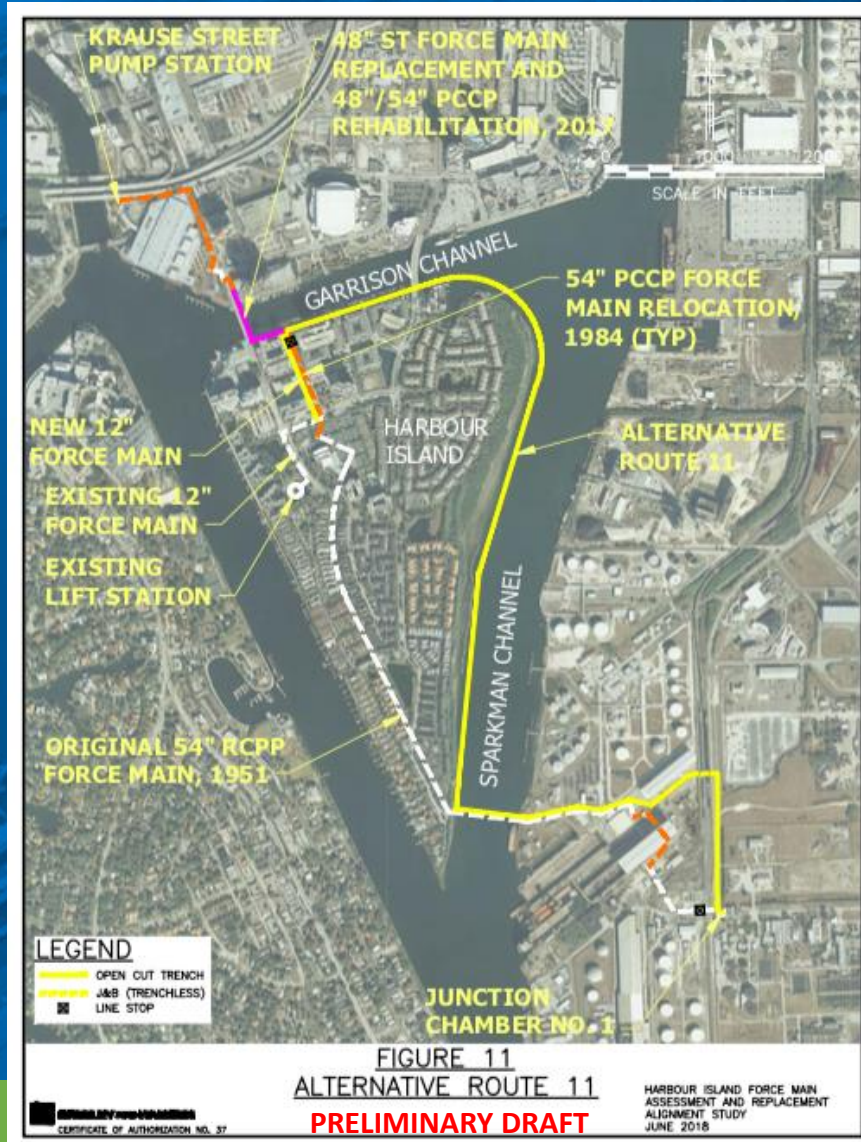 KRAUSE STREET
PUMP STATION
48" ST FORCE MAIN
REPLACEMENT AND
48"/54" PCCP
REHABILITATION, 2017
0 1000 2000
SCALE IN FEET
GARRISON CHANNEL
54" PCCP FORCE
MAIN RELOCATION,
1984 (TYP)
NEW 12"
FORCE MAIN
HARBOUR
ISLAND
ALTERNATIVE
ROUTE 11
EXISTING 12"
FORCE MAIN
EXISTING
LIFT STATION
SPARKMAN CHANNEL
ORIGINAL 54" RCPP
FORCE MAIN, 1951
LEGEND
OPEN CUT TRENCH
J&B (TRENCHLESS)
LINE STOP
JUNCTION
CHAMBER NO. 1
FIGURE 11
ALTERNATIVE ROUTE 11
PRELIMINARY DRAFT
CERTIFICATE OF AUTHORIZATION NO. 37
HARBOUR ISLAND FORCE MAIN
ASSESSMENT AND REPLACEMENT
ALIGNMENT STUDY
JUNE 2018